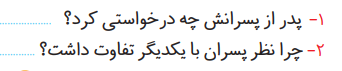 ۱- پدر از پسرانش چه درخواستی کرد؟ ....................
۲- چرا نظر پسران با یکدیگر تفاوت داشت؟ ..............